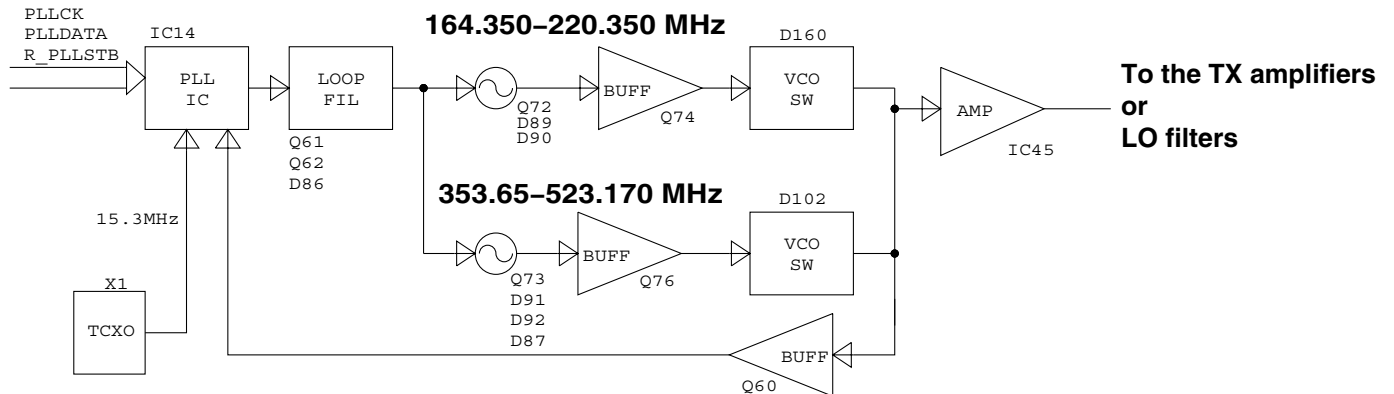 PLLCK
PLLDATA
R_PLLSTB
IC14
PLL
IC
LOOP
FIL
Q61
Q62
D86
164.350–220.350 MHz
Q72
D89
D90
BUFF
Q74
D160
VCO
SW
AMP
IC45
To the TX amplifiers
or
LO filters
353.65–523.170 MHz
Q73
D91
D92
D87
BUFF
Q76
D102
VCO
SW
15.3MHz
X1
TCXO
BUFF
Q60